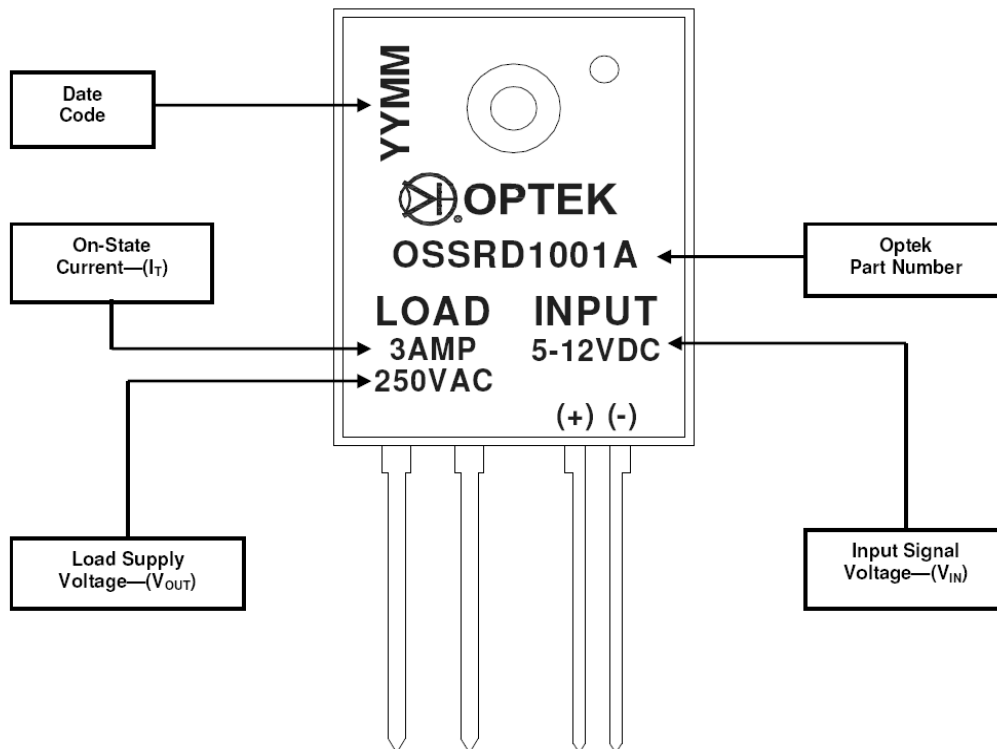 Date
Code
YYMM
®OPTEK
On-State
Current—(IT)
OSSRD1001A
Optek
Part Number
LOAD INPUT
3AMP 5-12VDC
250VAC
(+) (-)
Load Supply
Voltage—(VOUT)
Input Signal
Voltage—(VIN)